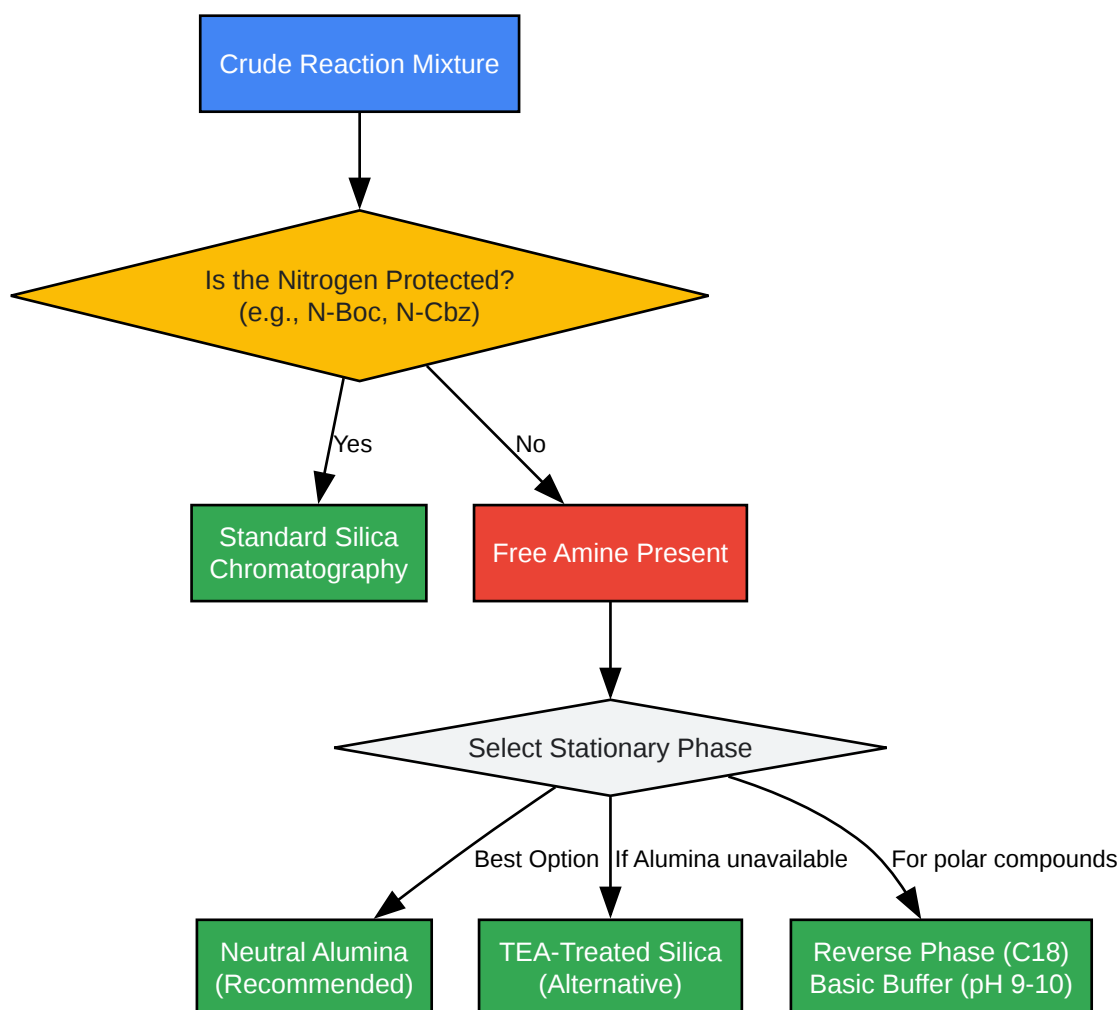 Crude Reaction Mixture
Is the Nitrogen Protected?
(e.g., N-Boc, N-Cbz)
Yes
No
Standard Silica
Chromatography
Free Amine Present
Select Stationary Phase
Best Option
If Alumina unavailable
For polar compounds
Neutral Alumina
(Recommended)
TEA-Treated Silica
(Alternative)
Reverse Phase (C18)
Basic Buffer (pH 9-10)